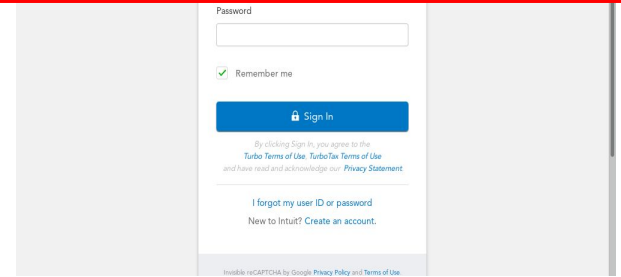 Password
Remember me
Sign In
By clicking Sign In, you agree to the
Turbo Terms of Use, TurboTax Terms of Use
and have read and acknowledge our Privacy Statement.
I forgot my user ID or password
New to Intuit? Create an account.
Invisible reCAPTCHA by Google Privacy Policy and Terms of Use.